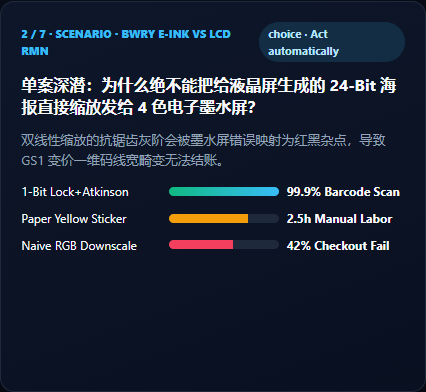 2 / 7 · SCENARIO · BWRY E-INK VS LCD
RMN
choice · Act
automatically
单案深潜：为什么绝不能把给液晶屏生成的 24-Bit 海
报直接缩放发给 4 色电子墨水屏？
双线性缩放的抗锯齿灰阶会被墨水屏错误映射为红黑杂点，导致
GS1 变价一维码线宽畸变无法结账。
1-Bit Lock+Atkinson 99.9% Barcode Scan
Paper Yellow Sticker 2.5h Manual Labor
Naive RGB Downscale 42% Checkout Fail